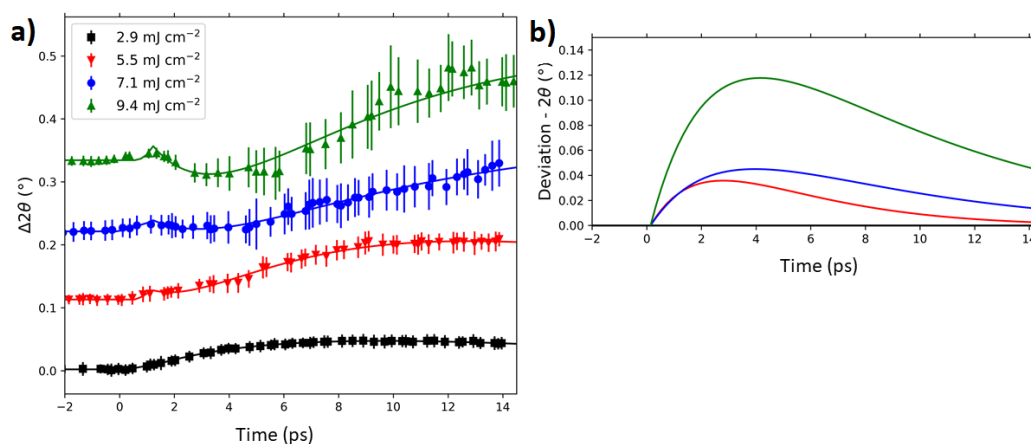 a)
2.9 mJ cm⁻²
5.5 mJ cm⁻²
7.1 mJ cm⁻²
9.4 mJ cm⁻²
Δ2θ (°)
0.5
0.4
0.3
0.2
0.1
0.0
−2 0 2 4 6 8 10 12 14
Time (ps)
b)
Deviation - 2θ (°)
0.14
0.12
0.10
0.08
0.06
0.04
0.02
0.00
−2 0 2 4 6 8 10 12 14
Time (ps)